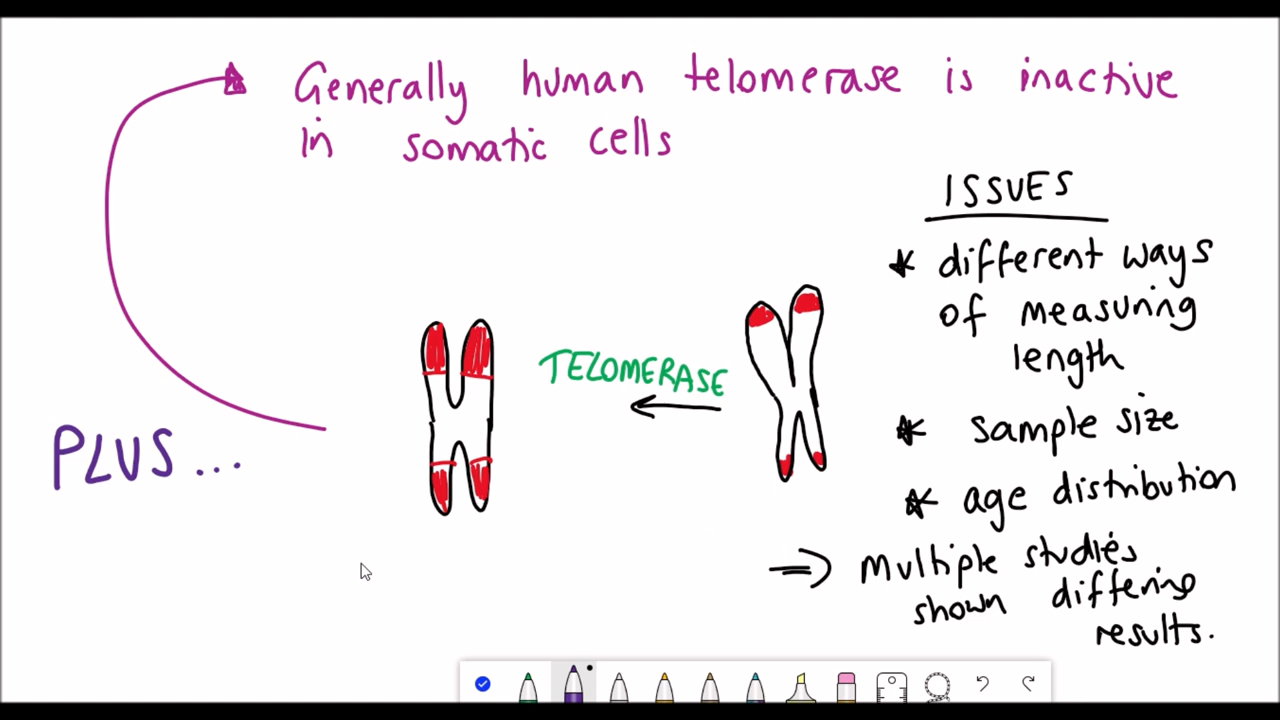 Generally human telomerase is inactive
in somatic cells
ISSUES
* different ways
of measuring
length
TELOMERASE
* sample size
PLUS...
* age distribution
⇒ Multiple studies
shown differing
results.